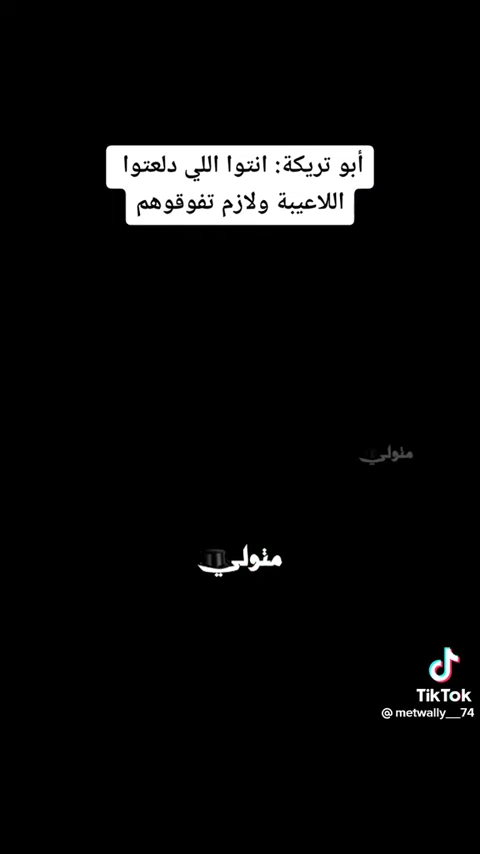 أبو تريكة: انتوا اللي دلعتوا
اللاعيبة ولازم تفوقوهم
متولي
متولي
TikTok
@ metwally__74